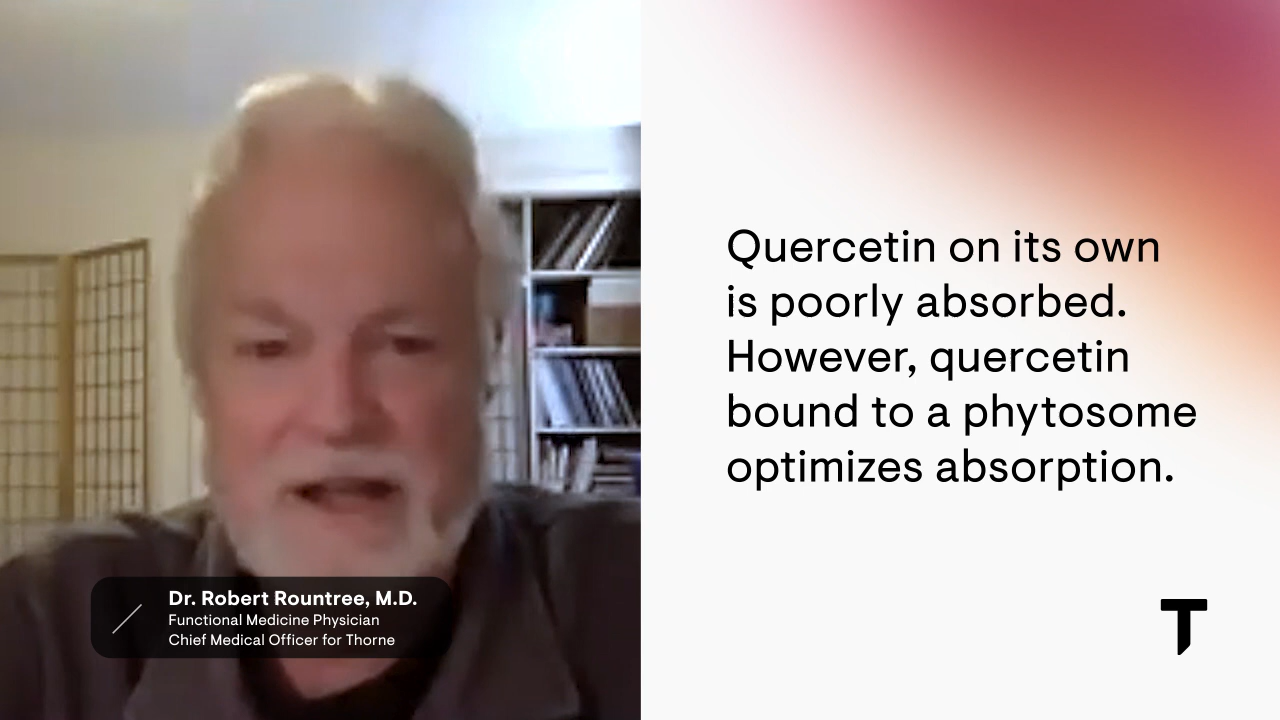 Quercetin on its own
is poorly absorbed.
However, quercetin
bound to a phytosome
optimizes absorption.
Dr. Robert Rountree, M.D.
Functional Medicine Physician
Chief Medical Officer for Thorne
T